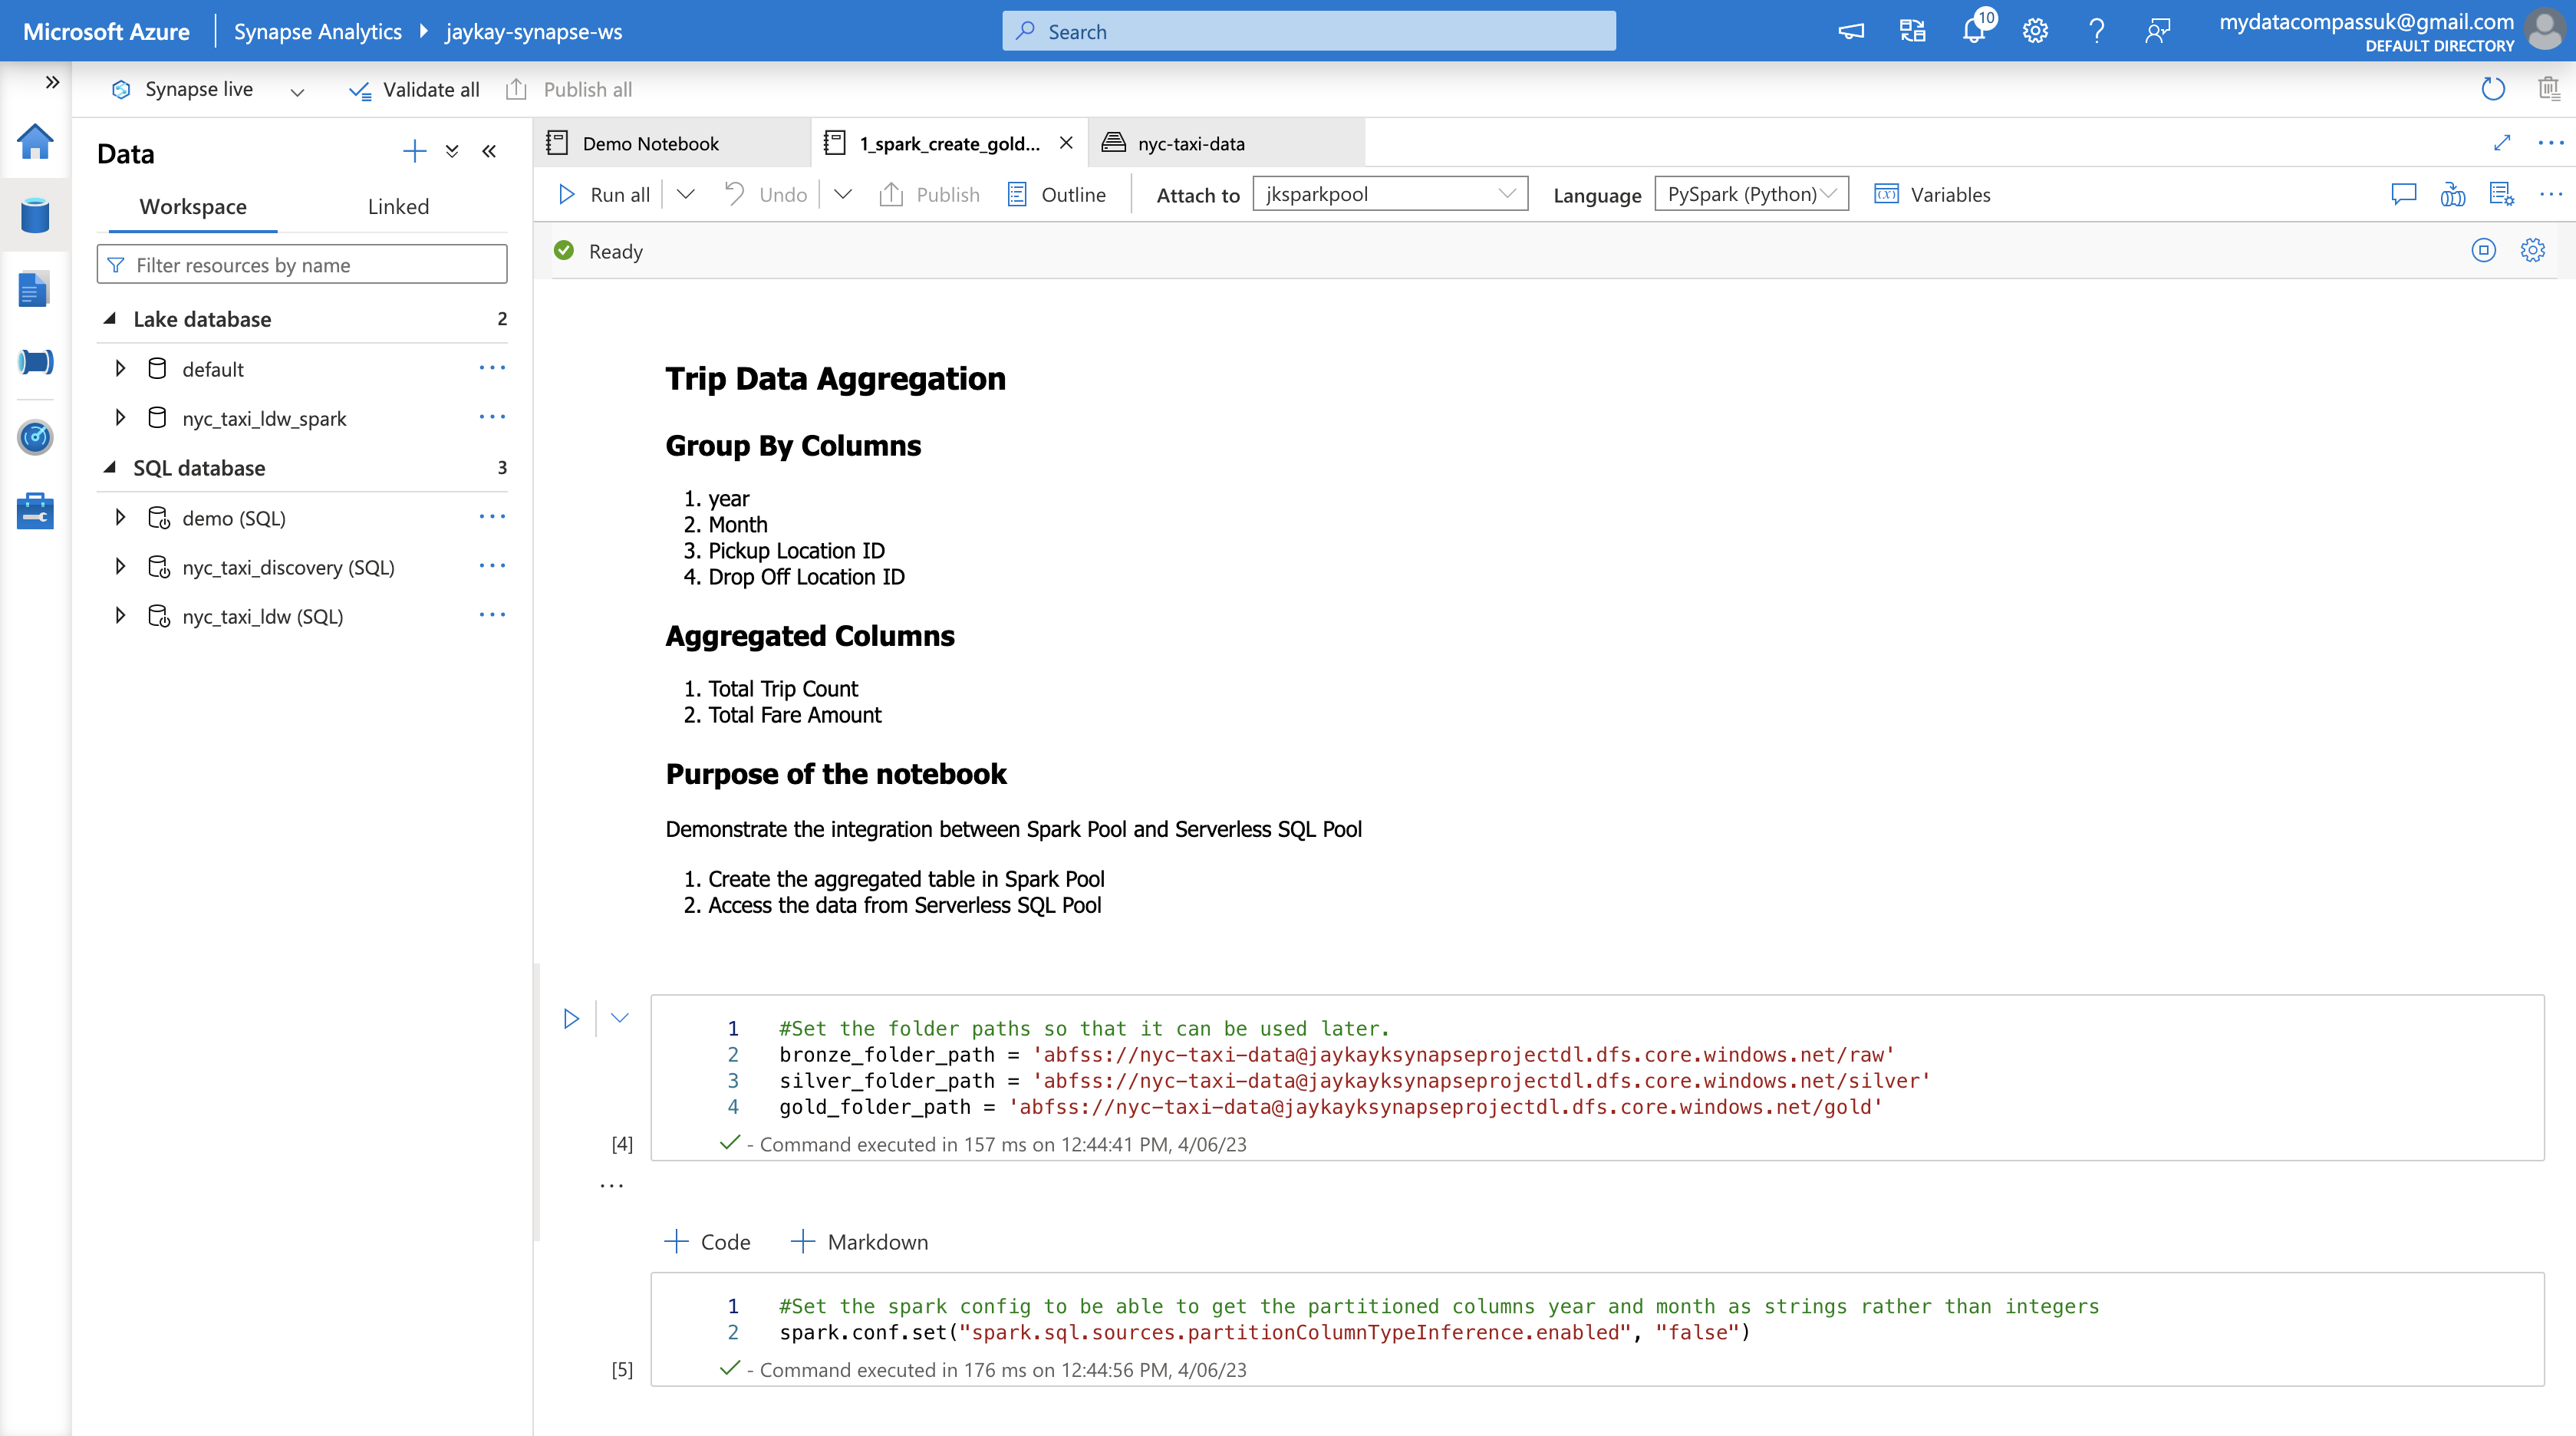 Microsoft Azure
Synapse Analytics
jaykay-synapse-ws
Search
10
mydatacompassuk@gmail.com
DEFAULT DIRECTORY
Synapse live
Validate all
Publish all
Data
Workspace
Linked
Filter resources by name
Lake database 2
default
nyc_taxi_ldw_spark
SQL database 3
demo (SQL)
nyc_taxi_discovery (SQL)
nyc_taxi_ldw (SQL)
Demo Notebook
1_spark_create_gold...
nyc-taxi-data
Run all
Undo
Publish
Outline
Attach to
jksparkpool
Language
PySpark (Python)
Variables
Ready
Trip Data Aggregation
Group By Columns
1. year
2. Month
3. Pickup Location ID
4. Drop Off Location ID
Aggregated Columns
1. Total Trip Count
2. Total Fare Amount
Purpose of the notebook
Demonstrate the integration between Spark Pool and Serverless SQL Pool
1. Create the aggregated table in Spark Pool
2. Access the data from Serverless SQL Pool
1 #Set the folder paths so that it can be used later.
2 bronze_folder_path = 'abfss://nyc-taxi-data@jaykayksynapseprojectdl.dfs.core.windows.net/raw'
3 silver_folder_path = 'abfss://nyc-taxi-data@jaykayksynapseprojectdl.dfs.core.windows.net/silver'
4 gold_folder_path = 'abfss://nyc-taxi-data@jaykayksynapseprojectdl.dfs.core.windows.net/gold'
[4] - Command executed in 157 ms on 12:44:41 PM, 4/06/23
Code
Markdown
1 #Set the spark config to be able to get the partitioned columns year and month as strings rather than integers
2 spark.conf.set("spark.sql.sources.partitionColumnTypeInference.enabled", "false")
[5] - Command executed in 176 ms on 12:44:56 PM, 4/06/23